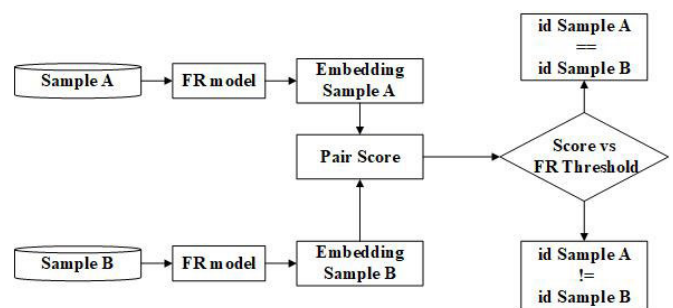 id Sample A
==
id Sample B
Sample A
FR model
Embedding
Sample A
Pair Score
Score vs
FR Threshold
Sample B
FR model
Embedding
Sample B
id Sample A
!=
id Sample B